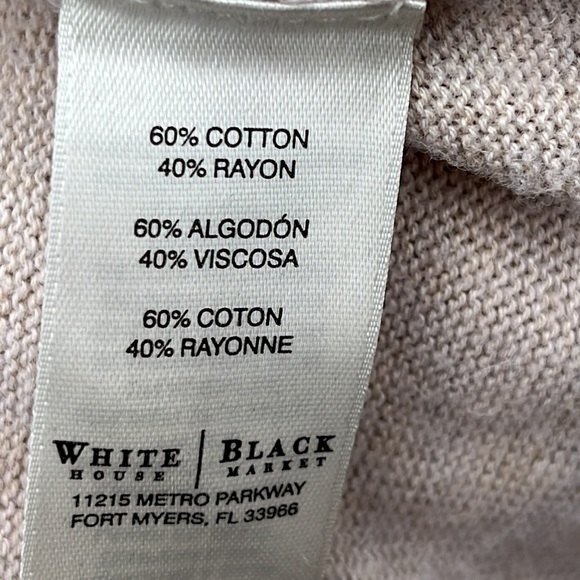 60% COTTON
40% RAYON
60% ALGODÓN
40% VISCOSA
60% COTON
40% RAYONNE
WHITE | BLACK
HOUSE MARKET
11215 METRO PARKWAY
FORT MYERS, FL 33966